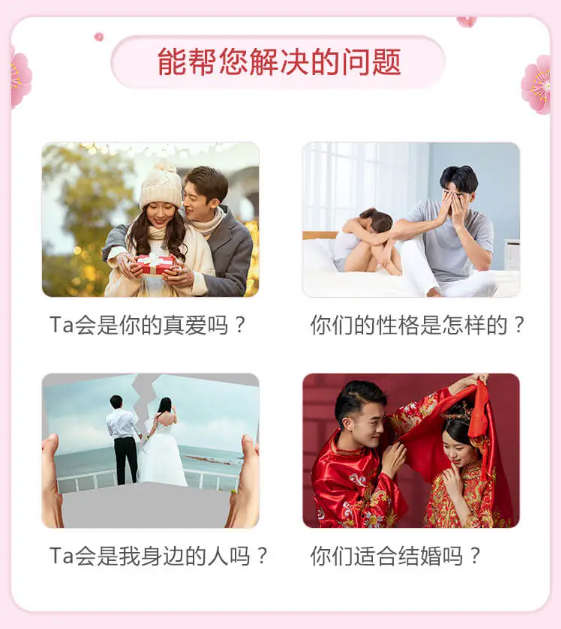 能帮您解决的问题
Ta会是你的真爱吗？
你们的性格是怎样的？
Ta会是我身边的人吗？
你们适合结婚吗？